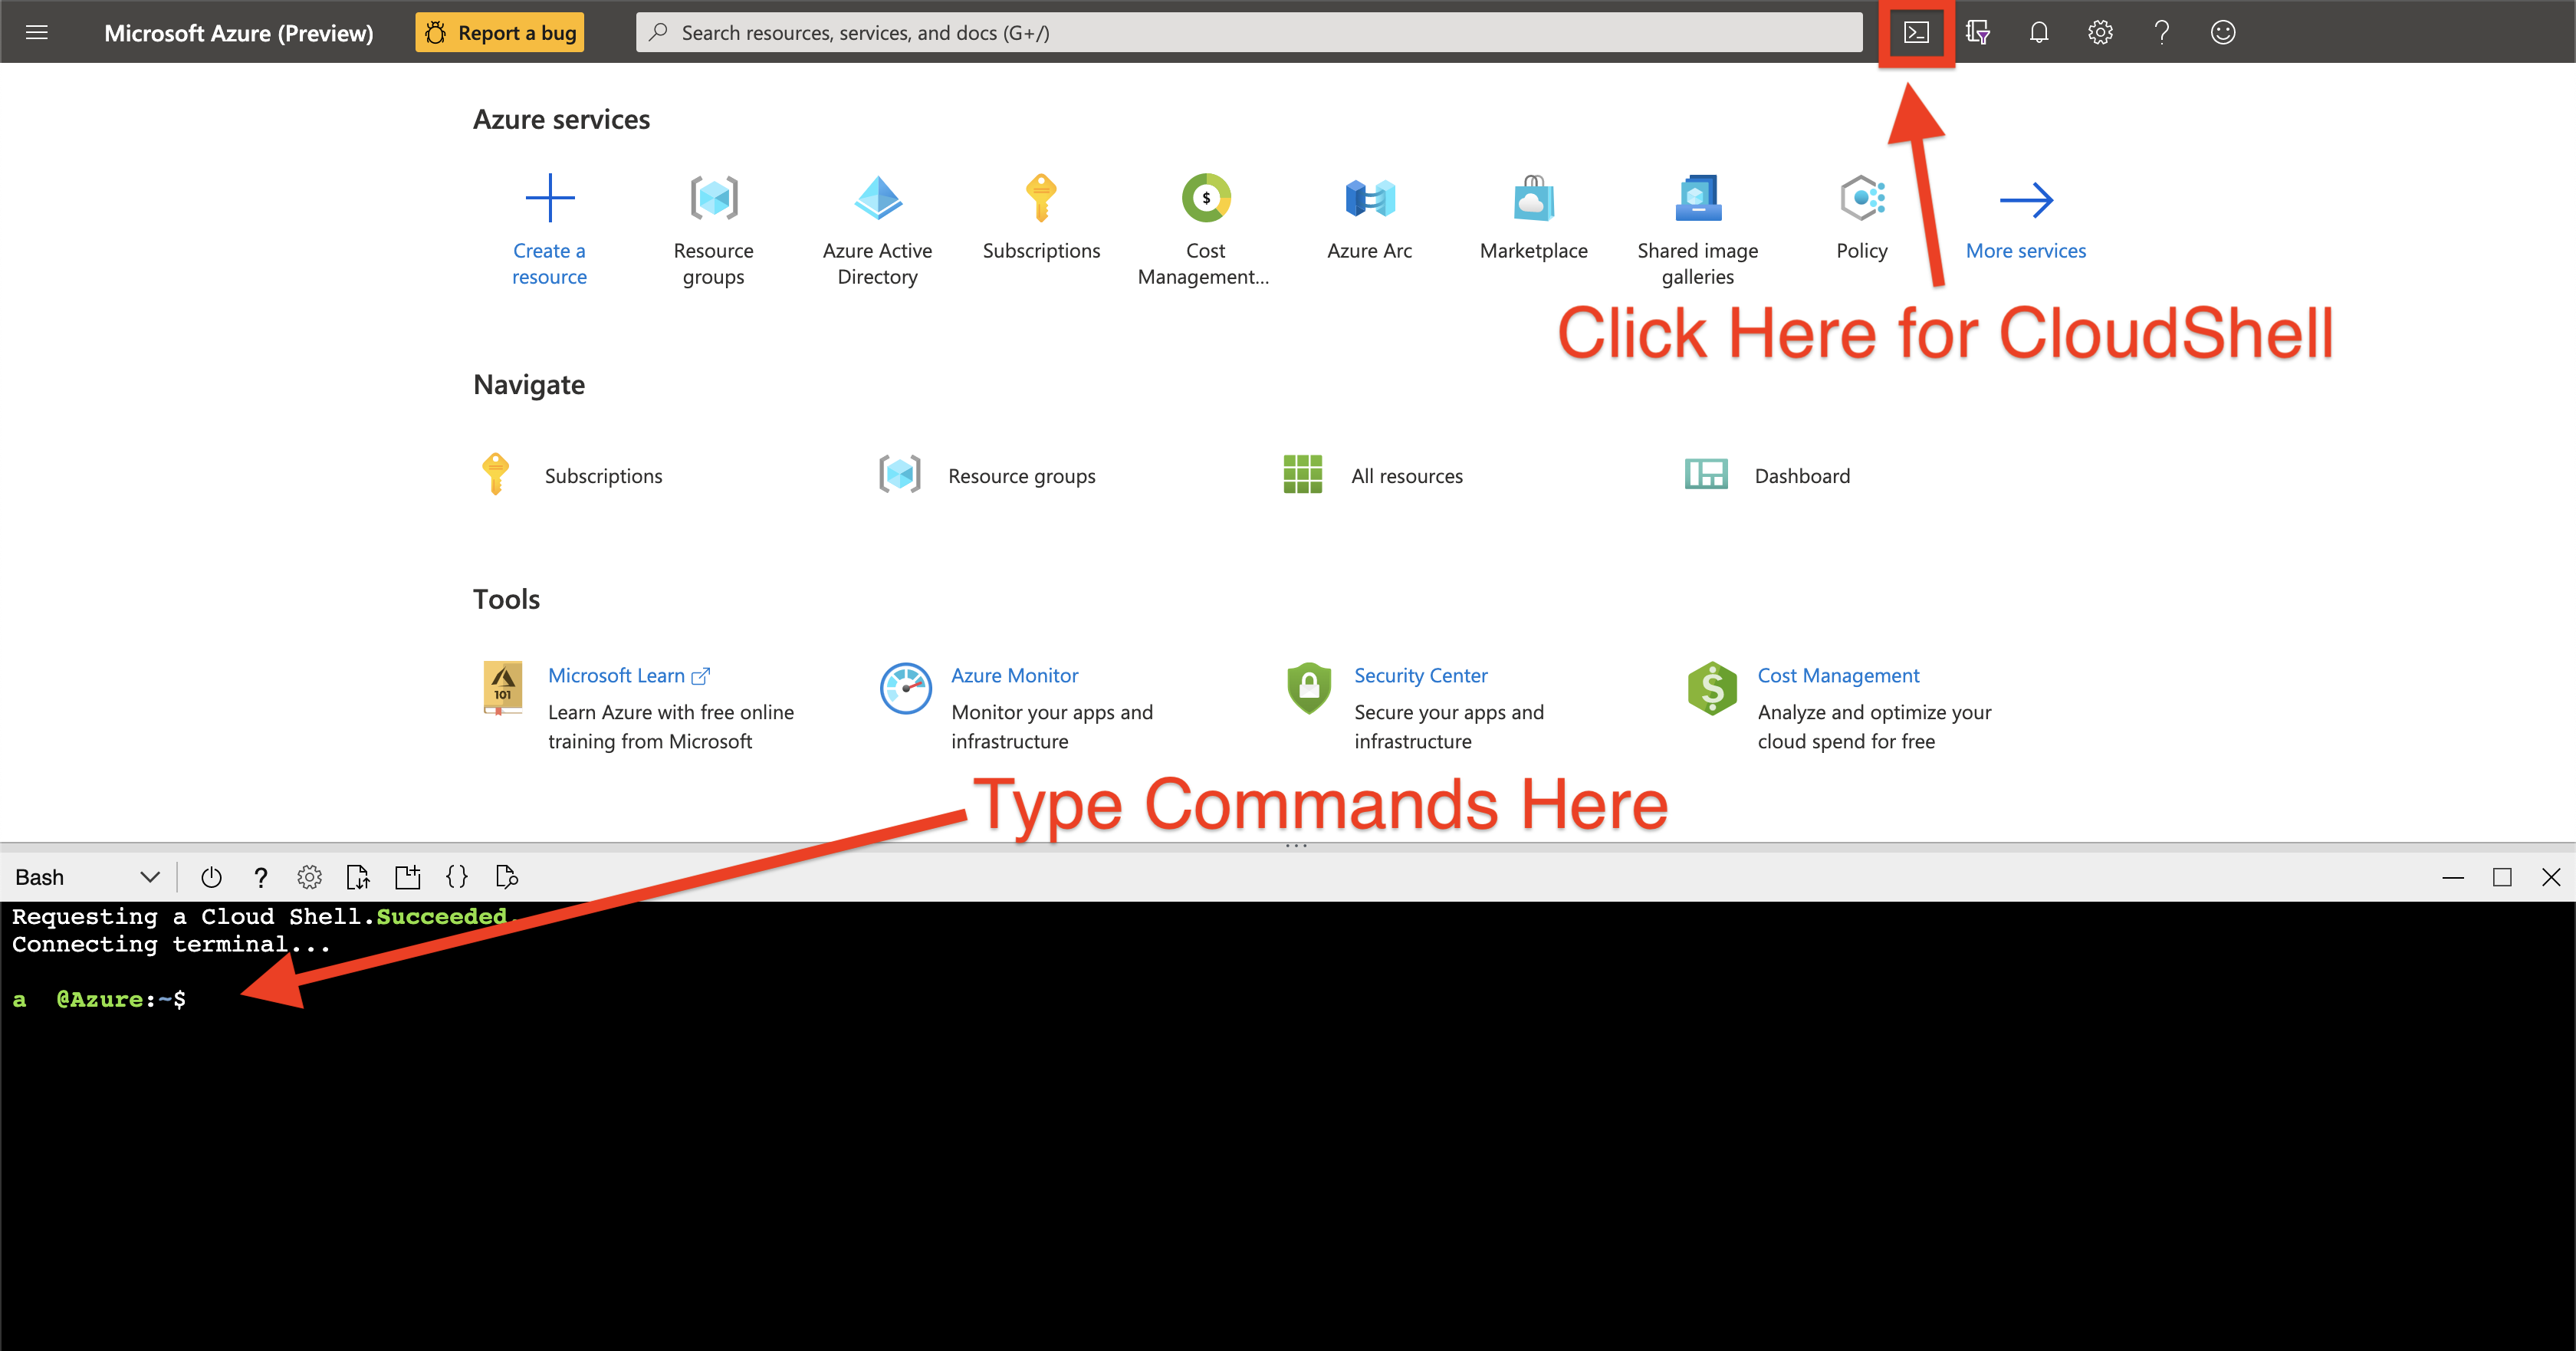 Microsoft Azure (Preview)
Report a bug
Search resources, services, and docs (G+/)
Azure services
Create a
resource
Resource
groups
Azure Active
Directory
Subscriptions
$
Cost
Management...
Azure Arc
Marketplace
Shared image
galleries
Policy
More services
Click Here for CloudShell
Navigate
Subscriptions
Resource groups
All resources
Dashboard
Tools
101
Microsoft Learn
Learn Azure with free online
training from Microsoft
Azure Monitor
Monitor your apps and
infrastructure
Security Center
Secure your apps and
infrastructure
$
Cost Management
Analyze and optimize your
cloud spend for free
Type Commands Here
Bash
Requesting a Cloud Shell.Succeeded.
Connecting terminal...
a  @Azure:~$